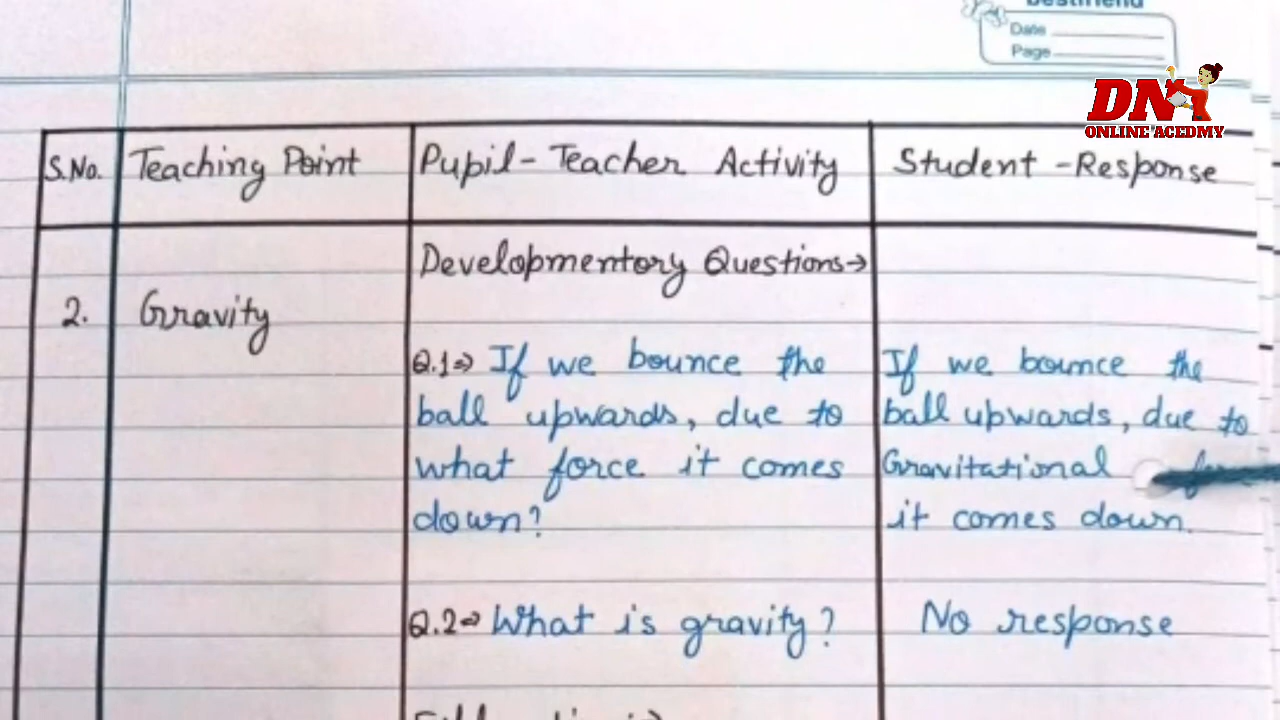 bestfriend
Date
Page
DN
ONLINE ACEDMY
S.No. Teaching Point Pupil-Teacher Activity Student-Response
Developmentory Questions→
2. Gravity
Q.1⇒ If we bounce the
ball upwards, due to
what force it comes
down?
If we bounce the
ball upwards, due to
Gravitational
it comes down.
Q.2⇒ What is gravity?
No response